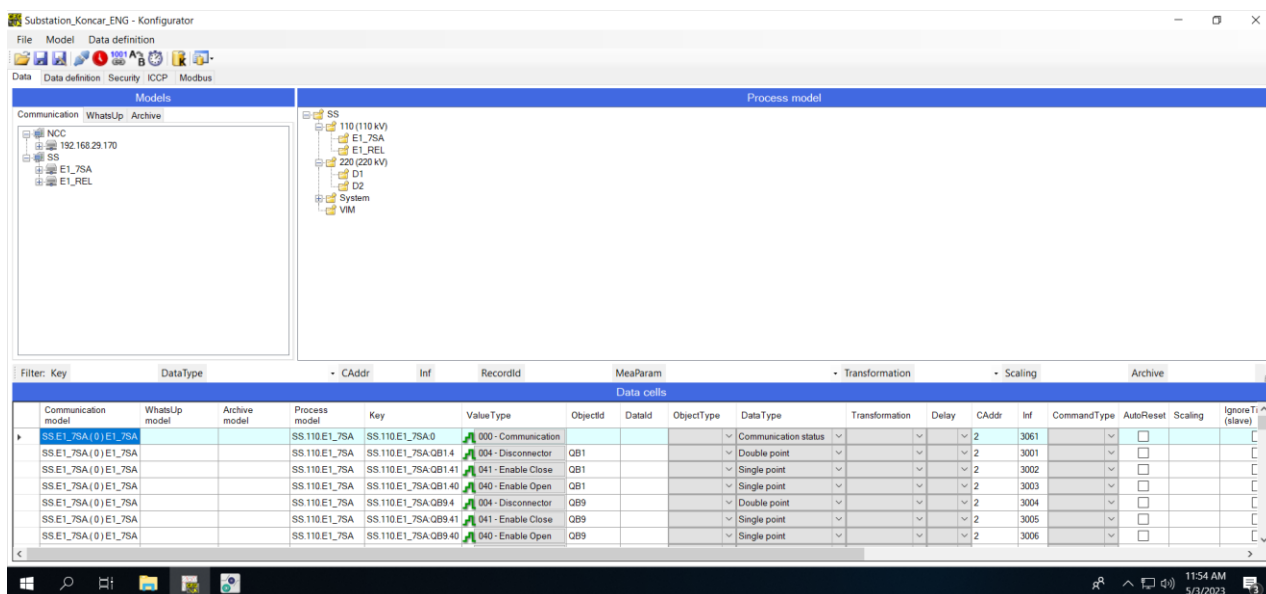 Substation_Koncar_ENG - Konfigurator
File Model Data definition
Data Data definition Security ICCP Modbus
Models
Process model
Communication WhatsUp Archive
NCC
192.168.29.170
SS
E1_7SA
E1_REL
SS
110 (110 kV)
E1_7SA
E1_REL
220 (220 kV)
D1
D2
System
VIM
Filter: Key DataType CAddr Inf RecordId MeaParam Transformation Scaling Archive
Data cells
Communication model WhatsUp model Archive model Process model Key ValueType ObjectId DataId ObjectType DataType Transformation Delay CAddr Inf CommandType AutoReset Scaling IgnoreTi (slave)
SS.E1_7SA.( 0 ) E1_7SA SS.110.E1_7SA SS.110.E1_7SA:0 000 - Communication Communication status 2 3061
SS.E1_7SA.( 0 ) E1_7SA SS.110.E1_7SA SS.110.E1_7SA:QB1.4 004 - Disconnector QB1 Double point 2 3001
SS.E1_7SA.( 0 ) E1_7SA SS.110.E1_7SA SS.110.E1_7SA:QB1.41 041 - Enable Close QB1 Single point 2 3002
SS.E1_7SA.( 0 ) E1_7SA SS.110.E1_7SA SS.110.E1_7SA:QB1.40 040 - Enable Open QB1 Single point 2 3003
SS.E1_7SA.( 0 ) E1_7SA SS.110.E1_7SA SS.110.E1_7SA:QB9.4 004 - Disconnector QB9 Double point 2 3004
SS.E1_7SA.( 0 ) E1_7SA SS.110.E1_7SA SS.110.E1_7SA:QB9.41 041 - Enable Close QB9 Single point 2 3005
SS.E1_7SA.( 0 ) E1_7SA SS.110.E1_7SA SS.110.E1_7SA:QB9.40 040 - Enable Open QB9 Single point 2 3006
11:54 AM
5/3/2023